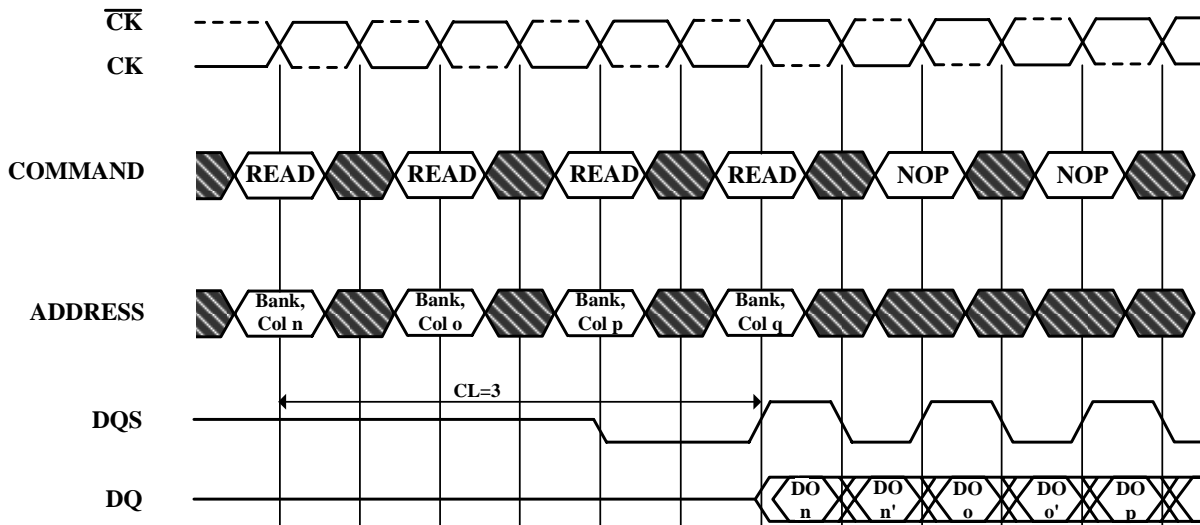 CK
CK
COMMAND
READ READ READ READ NOP NOP
ADDRESS
Bank, Bank, Bank, Bank,
Col n Col o Col p Col q
CL=3
DQS
DQ
DO DO DO DO DO
n n' o o' p